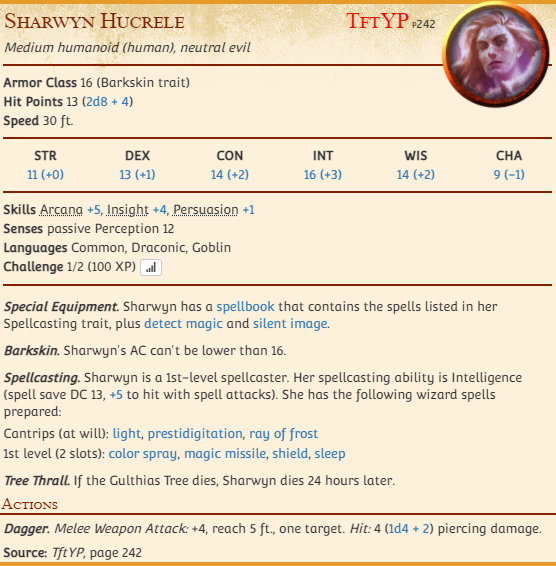 Sharwyn Hucrele TftYP p242
Medium humanoid (human), neutral evil
Armor Class 16 (Barkskin trait)
Hit Points 13 (2d8 + 4)
Speed 30 ft.
STR DEX CON INT WIS CHA
11 (+0) 13 (+1) 14 (+2) 16 (+3) 14 (+2) 9 (−1)
Skills Arcana +5, Insight +4, Persuasion +1
Senses passive Perception 12
Languages Common, Draconic, Goblin
Challenge 1/2 (100 XP)
Special Equipment. Sharwyn has a spellbook that contains the spells listed in her
Spellcasting trait, plus detect magic and silent image.
Barkskin. Sharwyn's AC can't be lower than 16.
Spellcasting. Sharwyn is a 1st-level spellcaster. Her spellcasting ability is Intelligence
(spell save DC 13, +5 to hit with spell attacks). She has the following wizard spells
prepared:
Cantrips (at will): light, prestidigitation, ray of frost
1st level (2 slots): color spray, magic missile, shield, sleep
Tree Thrall. If the Gulthias Tree dies, Sharwyn dies 24 hours later.
Actions
Dagger. Melee Weapon Attack: +4, reach 5 ft., one target. Hit: 4 (1d4 + 2) piercing damage.
Source: TftYP, page 242